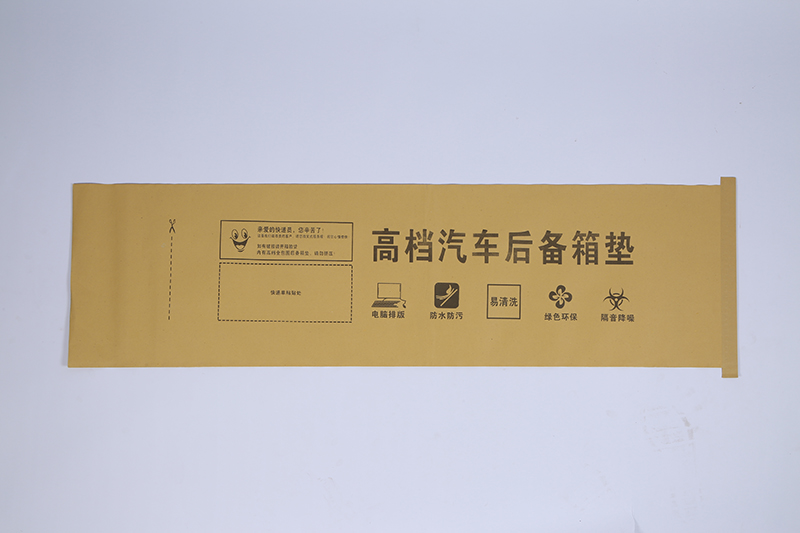 亲爱的快递员，您辛苦了！
快递单粘贴处
高档汽车后备箱垫
电脑排版
防水防污
易清洗
绿色环保
隔音降噪